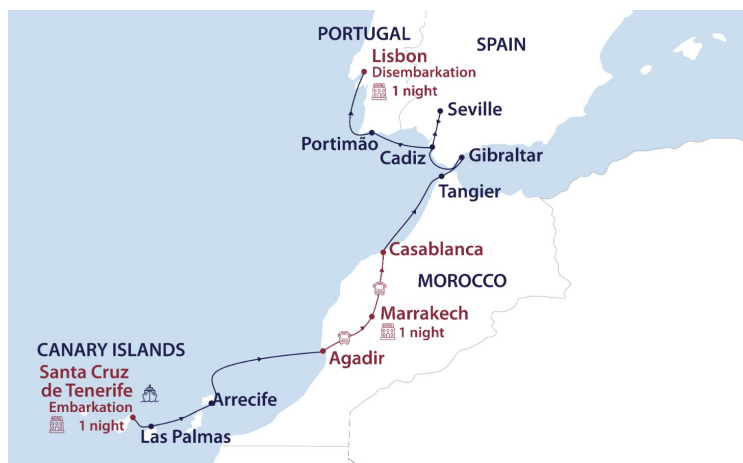 PORTUGAL
SPAIN
Lisbon
Disembarkation
1 night
Seville
Portimão
Cadiz
Gibraltar
Tangier
Casablanca
MOROCCO
Marrakech
1 night
Agadir
CANARY ISLANDS
Santa Cruz
de Tenerife
Embarkation
1 night
Arrecife
Las Palmas